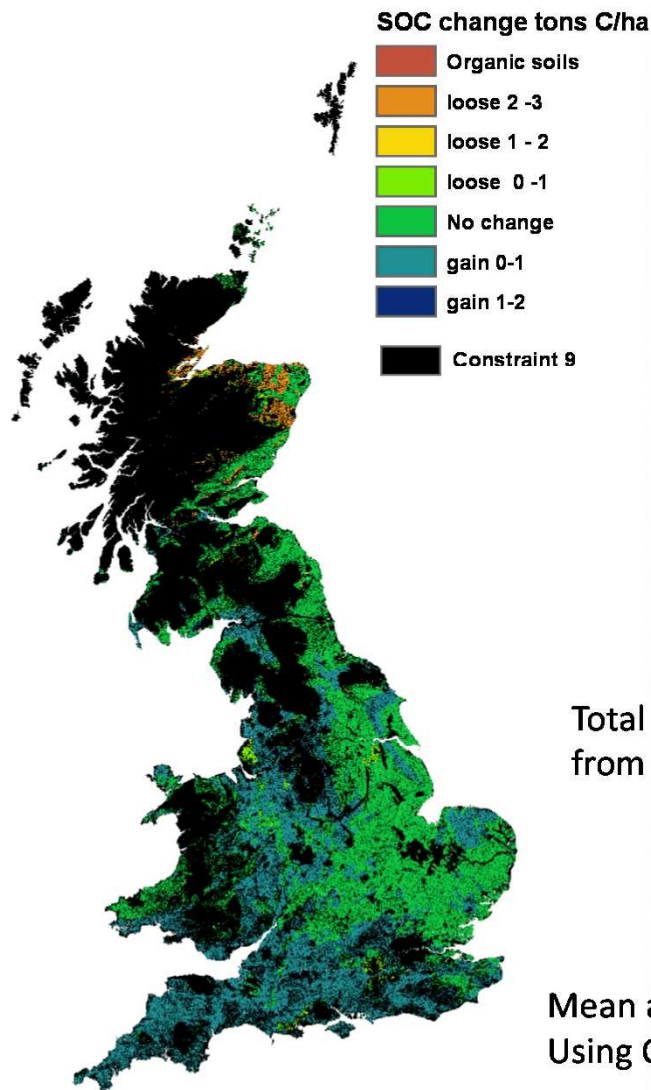 SOC change tons C/ha
Organic soils
loose 2 -3
loose 1 - 2
loose 0 -1
No change
gain 0-1
gain 1-2
Constraint 9
Total
from
Mean a
Using